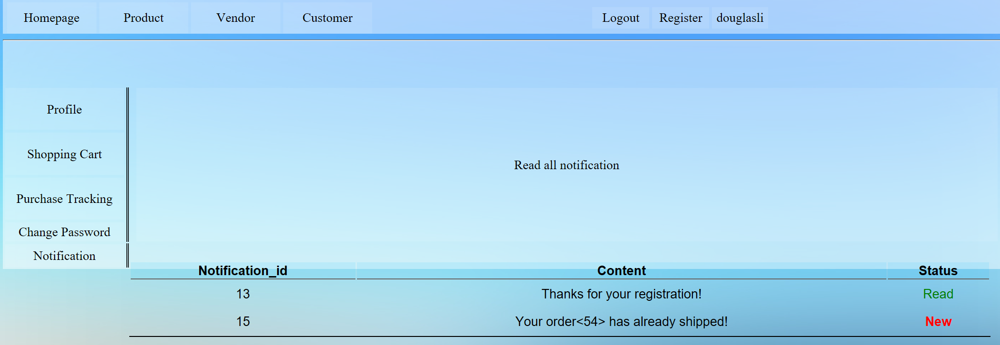 Homepage Product Vendor Customer Logout Register douglasli
Profile
Shopping Cart
Read all notification
Purchase Tracking
Change Password
Notification
Notification_id Content Status
13 Thanks for your registration! Read
15 Your order<54> has already shipped! New